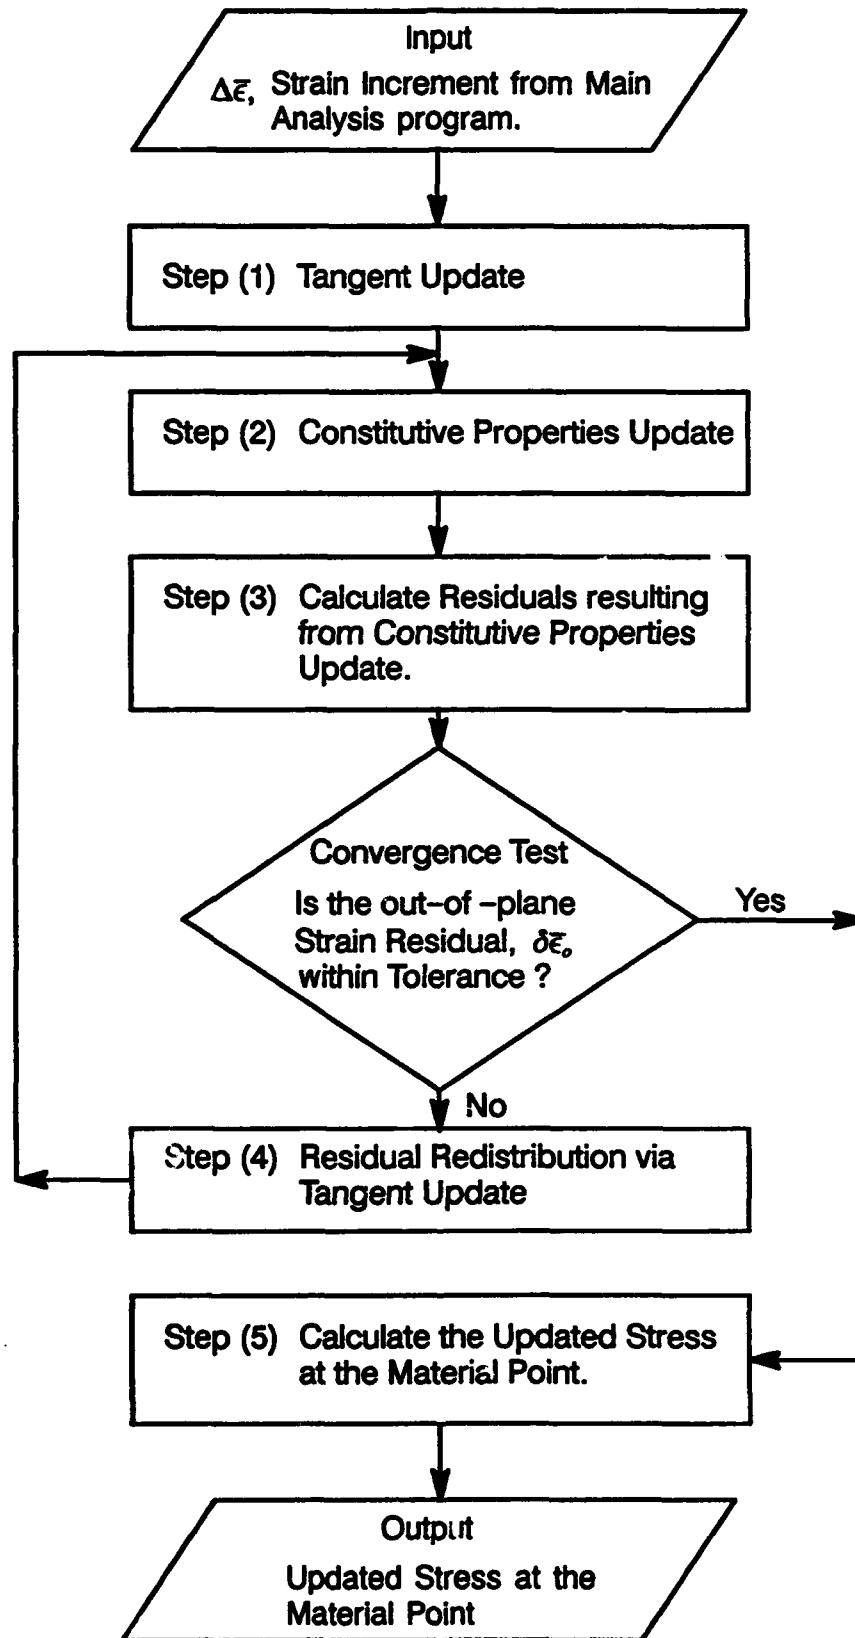 Input
Δε̄, Strain Increment from Main
Analysis program.
Step (1) Tangent Update
Step (2) Constitutive Properties Update
Step (3) Calculate Residuals resulting
from Constitutive Properties
Update.
Convergence Test
Is the out-of -plane
Strain Residual, δε̄ₒ
within Tolerance ?
Yes
No
Step (4) Residual Redistribution via
Tangent Update
Step (5) Calculate the Updated Stress
at the Material Point.
Output
Updated Stress at the
Material Point